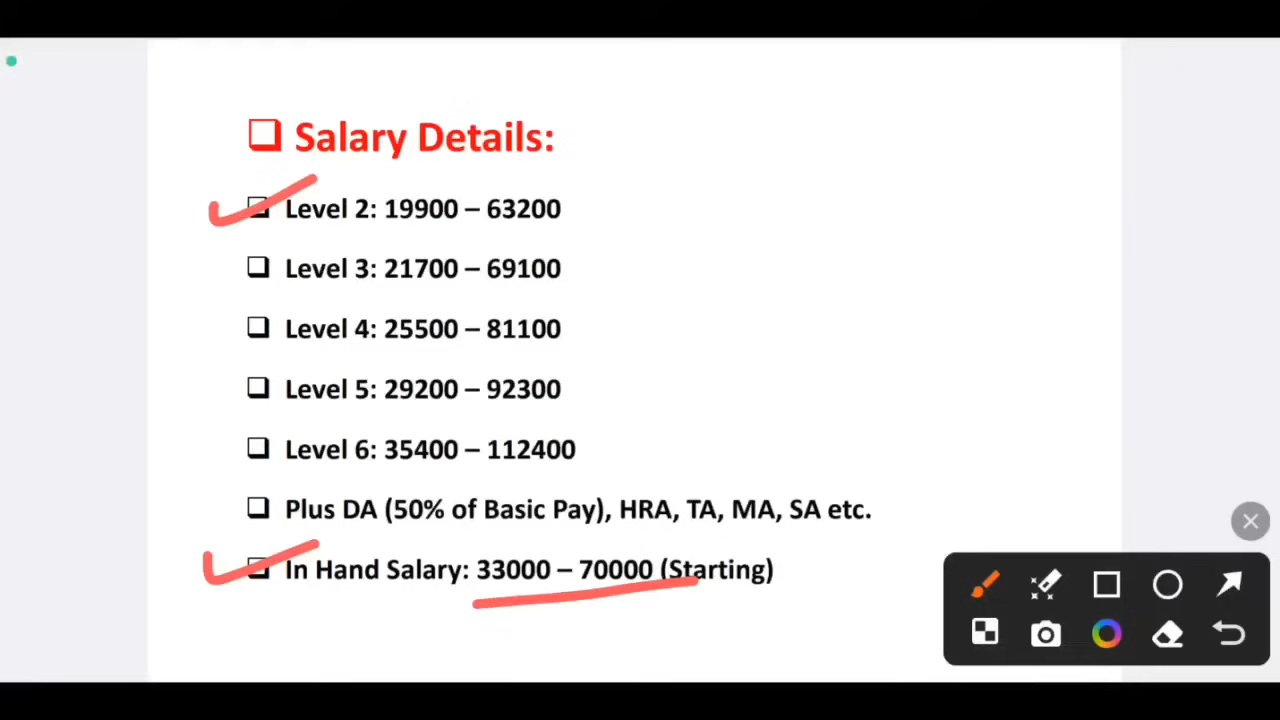 Salary Details:
Level 2: 19900 – 63200
Level 3: 21700 – 69100
Level 4: 25500 – 81100
Level 5: 29200 – 92300
Level 6: 35400 – 112400
Plus DA (50% of Basic Pay), HRA, TA, MA, SA etc.
In Hand Salary: 33000 – 70000 (Starting)